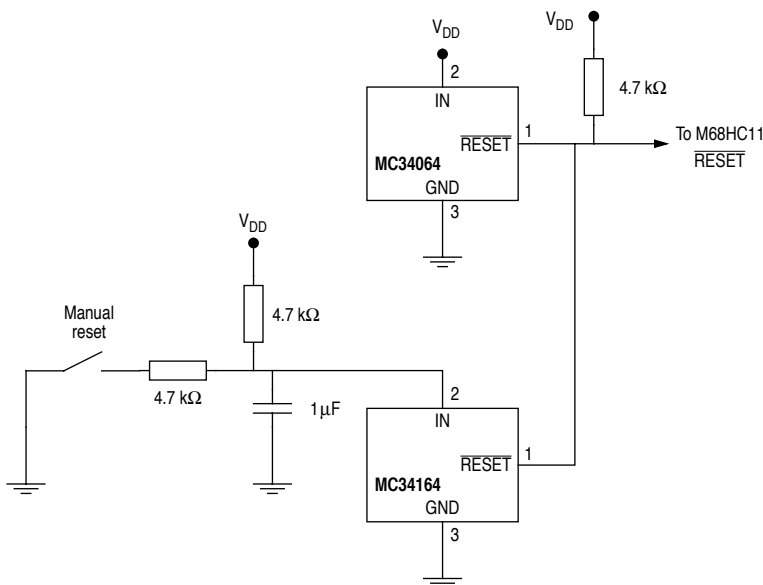 V_DD
V_DD
2
IN
4.7 kΩ
1
RESET
To M68HC11
RESET
MC34064
GND
3
V_DD
4.7 kΩ
Manual
reset
4.7 kΩ
1µF
2
IN
1
RESET
MC34164
GND
3